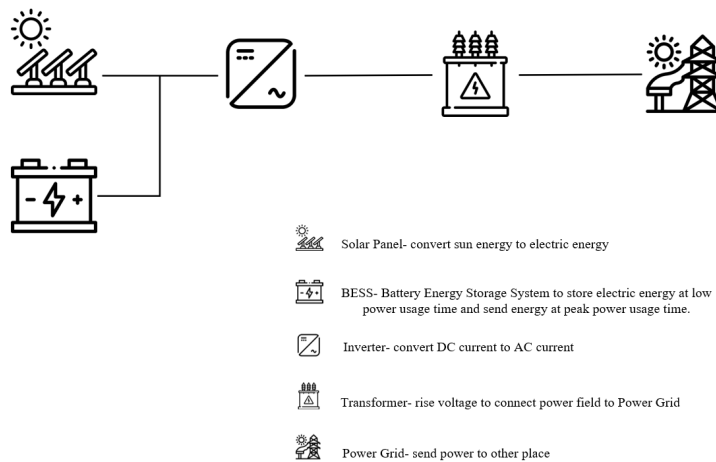 Solar Panel- convert sun energy to electric energy
BESS- Battery Energy Storage System to store electric energy at low
power usage time and send energy at peak power usage time.
Inverter- convert DC current to AC current
Transformer- rise voltage to connect power field to Power Grid
Power Grid- send power to other place